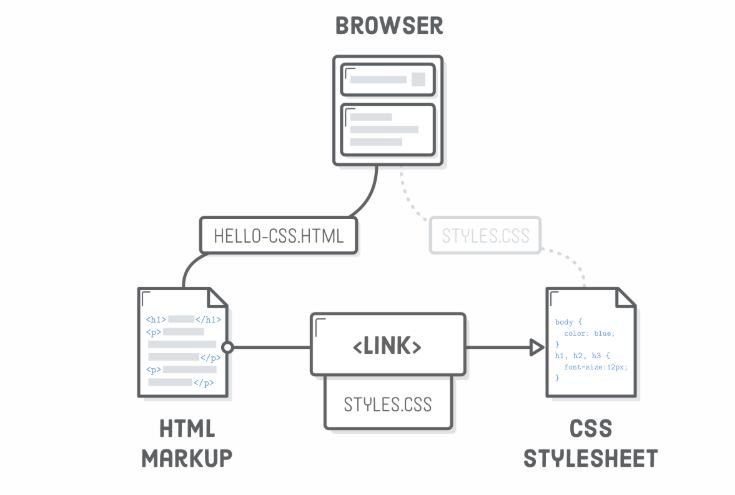 BROWSER
HELLO-CSS.HTML
STYLES.CSS
<h1> </h1>
<p>
</p>
<p>
</p>
<LINK>
STYLES.CSS
body {
color: blue;
}
h1, h2, h3 {
font-size:12px;
}
HTML
MARKUP
CSS
STYLESHEET